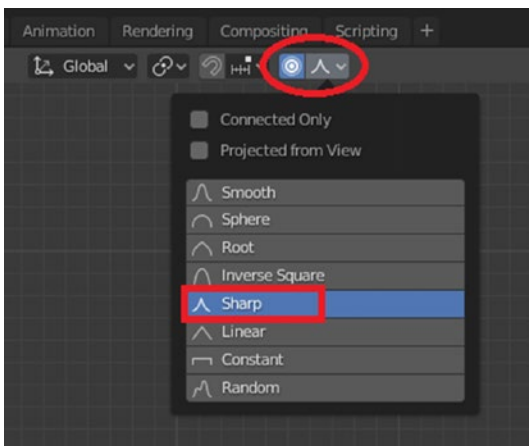 Animation Rendering Compositing Scripting +
Global
Connected Only
Projected from View
Smooth
Sphere
Root
Inverse Square
Sharp
Linear
Constant
Random